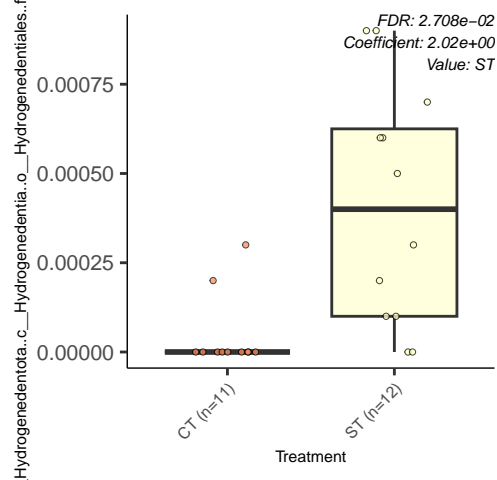 FDR: 2.708e−02
Coefficient: 2.02e+00
Value: ST
_Hydrogenedentota..c__Hydrogenedentia..o__Hydrogenedentiales..f
0.00075
0.00050
0.00025
0.00000
CT (n=11)
ST (n=12)
Treatment